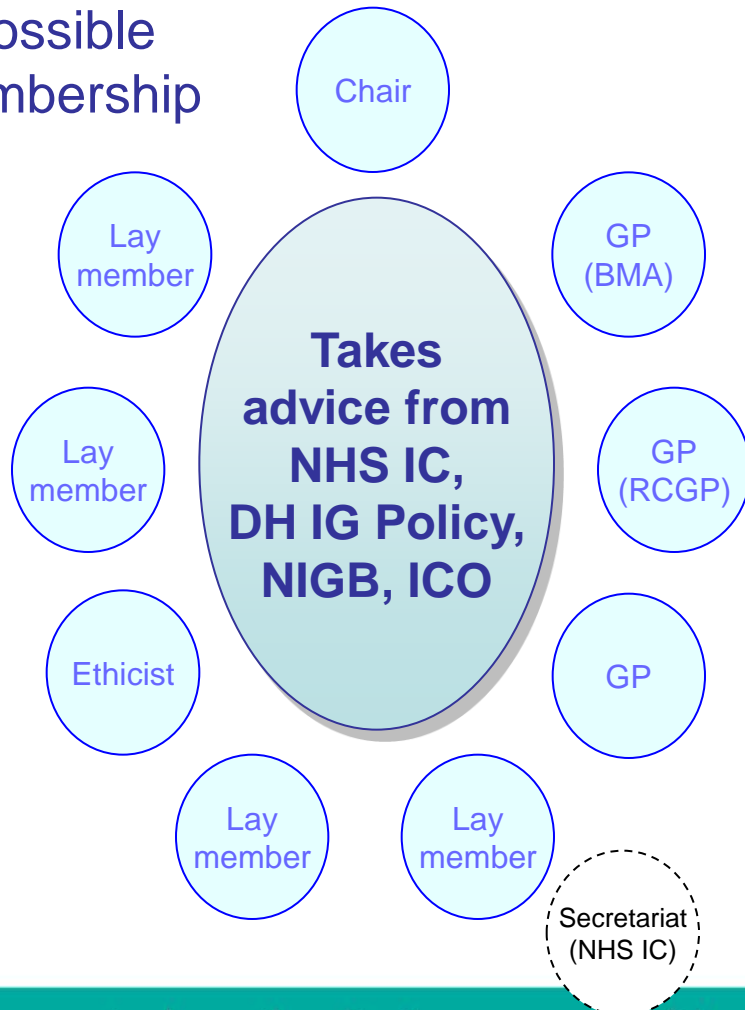 ossible
mbership
Chair
Lay
member
GP
(BMA)
Takes
advice from
NHS IC,
DH IG Policy,
NIGB, ICO
Lay
member
GP
(RCGP)
Ethicist
GP
Lay
member
Lay
member
Secretariat
(NHS IC)